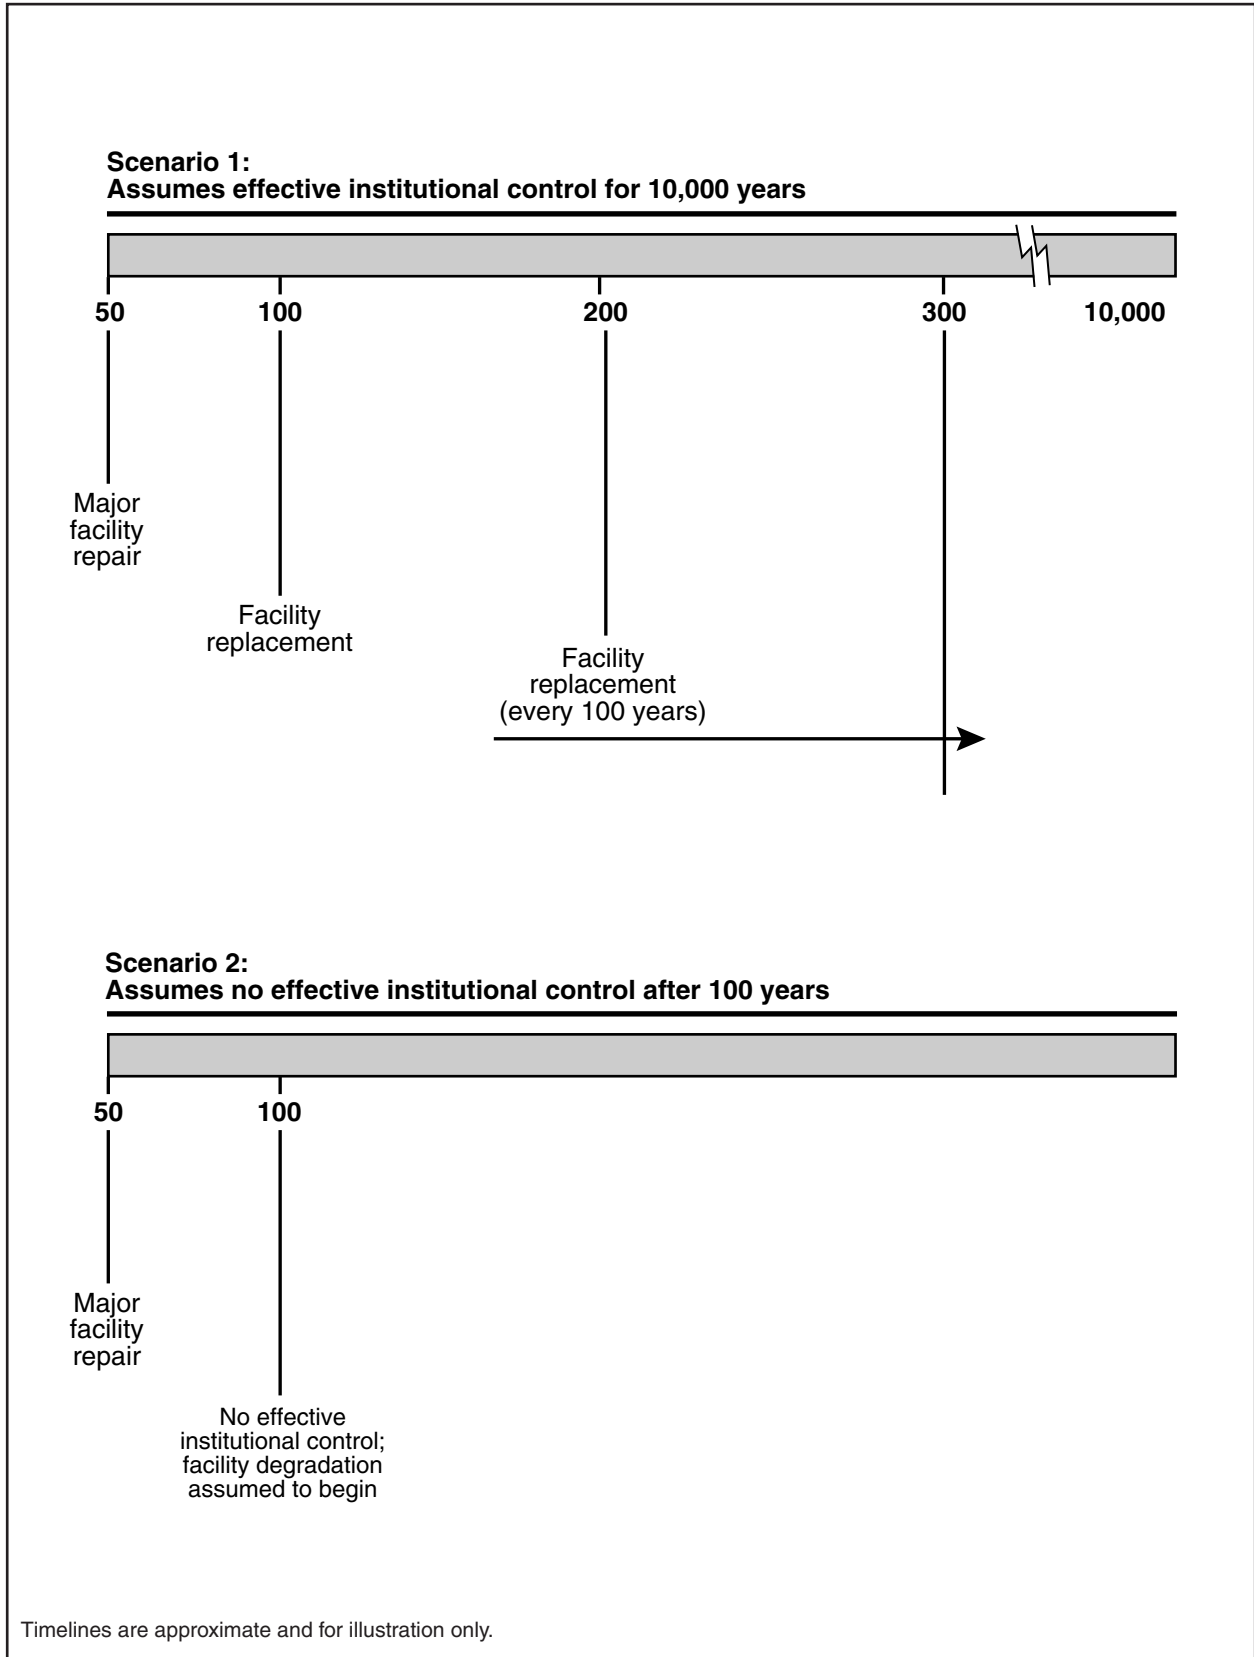 Scenario 1:
Assumes effective institutional control for 10,000 years
50 100 200 300 10,000
Major
facility
repair
Facility
replacement
Facility
replacement
(every 100 years)
Scenario 2:
Assumes no effective institutional control after 100 years
50 100
Major
facility
repair
No effective
institutional control;
facility degradation
assumed to begin
Timelines are approximate and for illustration only.